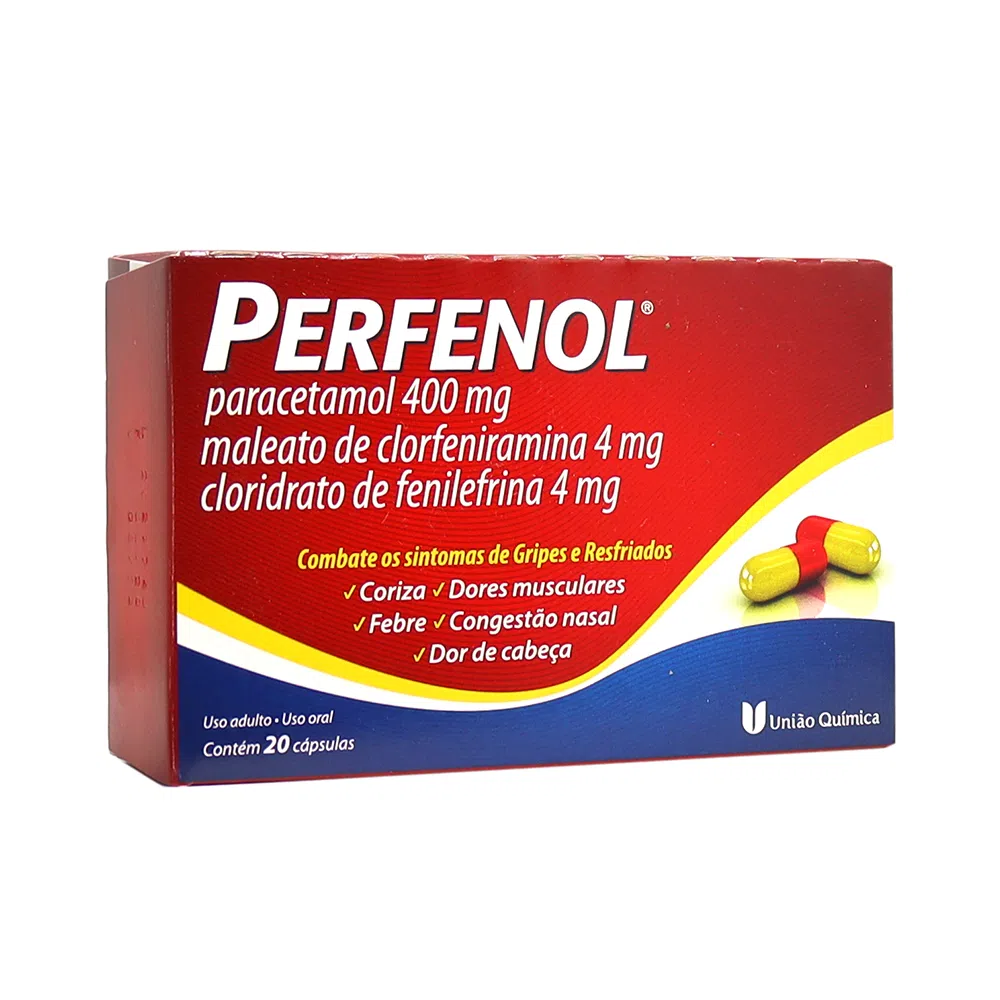 PERFENOL®
paracetamol 400 mg
maleato de clorfeniramina 4 mg
cloridrato de fenilefrina 4 mg
Combate os sintomas de Gripes e Resfriados
✓Coriza ✓Dores musculares
✓Febre ✓Congestão nasal
✓Dor de cabeça
Uso adulto • Uso oral
Contém 20 cápsulas
União Química